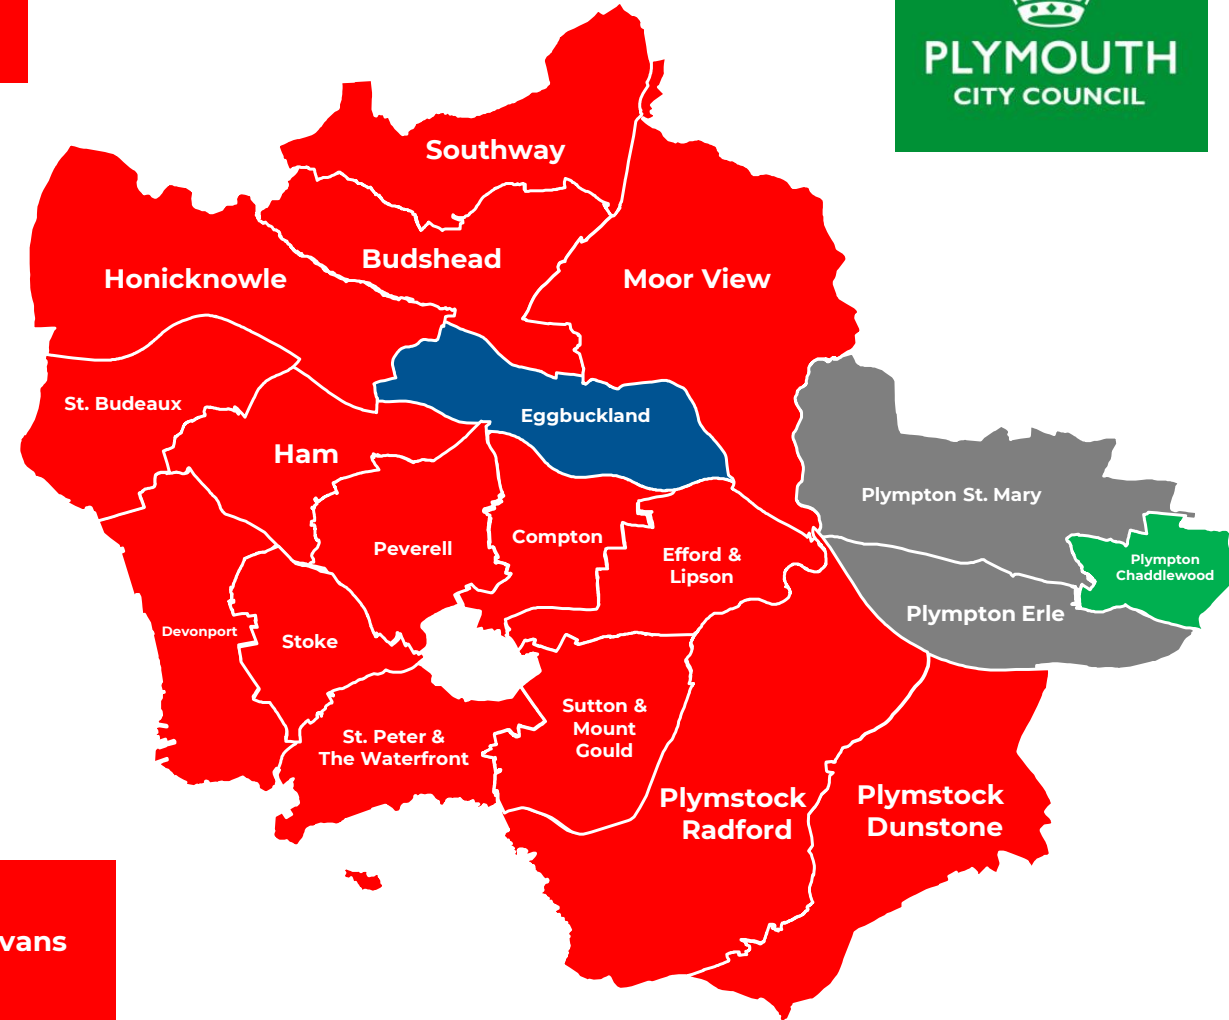 PLYMOUTH
CITY COUNCIL
Southway
Budshead
Honicknowle
Moor View
St. Budeaux
Eggbuckland
Ham
Plympton St. Mary
Peverell
Compton
Efford &
Lipson
Plympton
Chaddlewood
Plympton Erle
Devonport
Stoke
Sutton &
Mount
Gould
St. Peter &
The Waterfront
Plymstock
Radford
Plymstock
Dunstone
vans